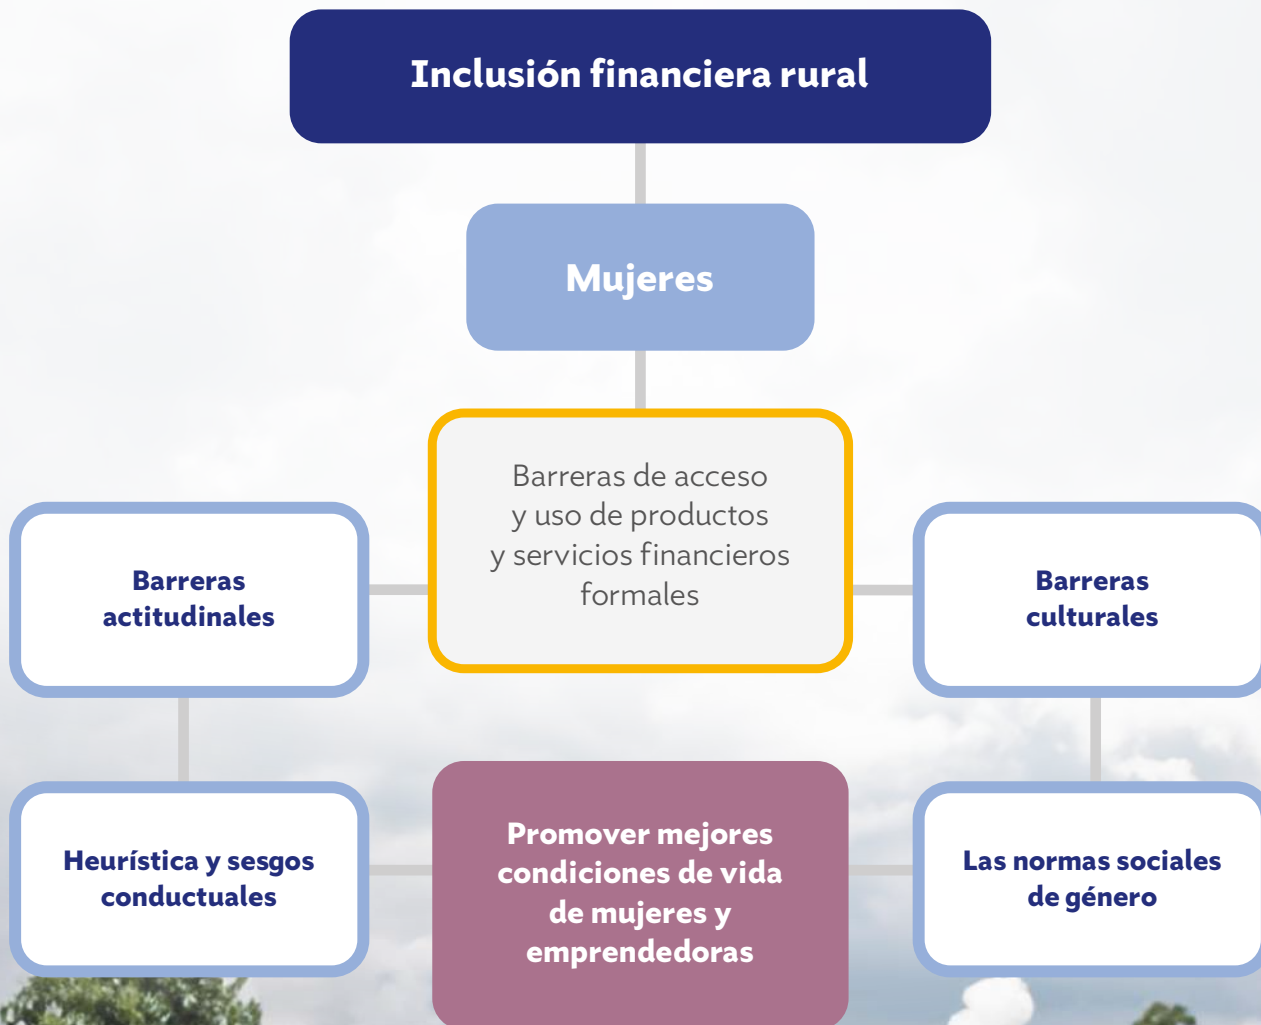 Inclusión financiera rural
Mujeres
Barreras de acceso
y uso de productos
y servicios financieros
formales
Barreras
actitudinales
Barreras
culturales
Heurística y sesgos
conductuales
Promover mejores
condiciones de vida
de mujeres y
emprendedoras
Las normas sociales
de género